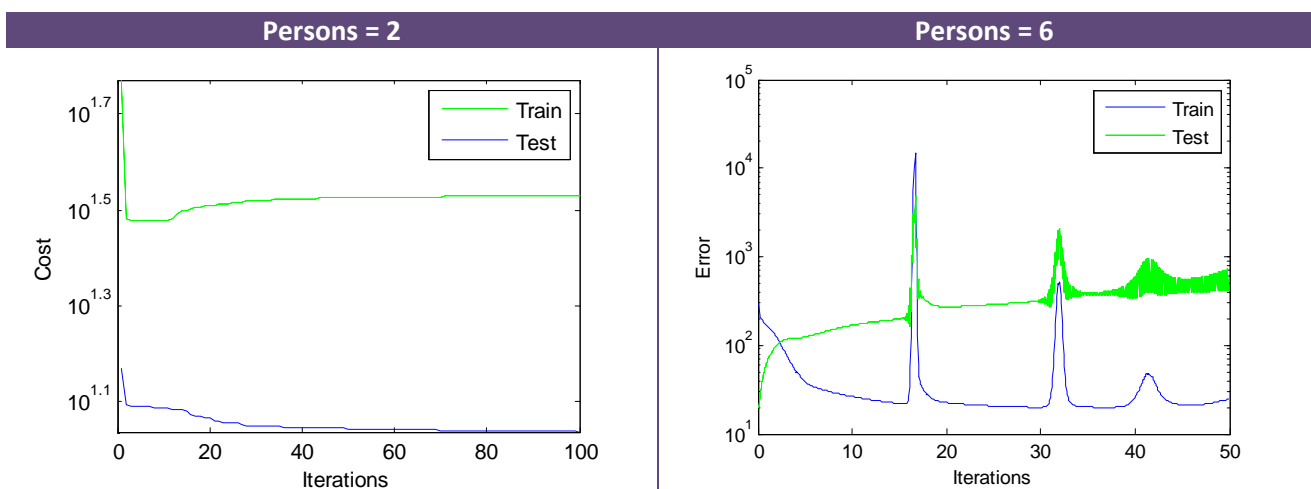 Persons = 2
Persons = 6
10^1.7
10^1.5
10^1.3
10^1.1
Cost
0 20 40 60 80 100
Iterations
Train
Test
10^5
10^4
10^3
10^2
10^1
Error
0 10 20 30 40 50
Iterations
Train
Test